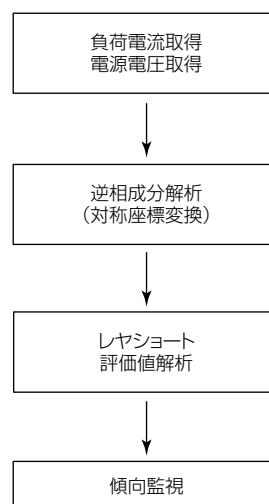 負荷電流取得
電源電圧取得
逆相成分解析
（対称座標変換）
レヤショート
評価値解析
傾向監視